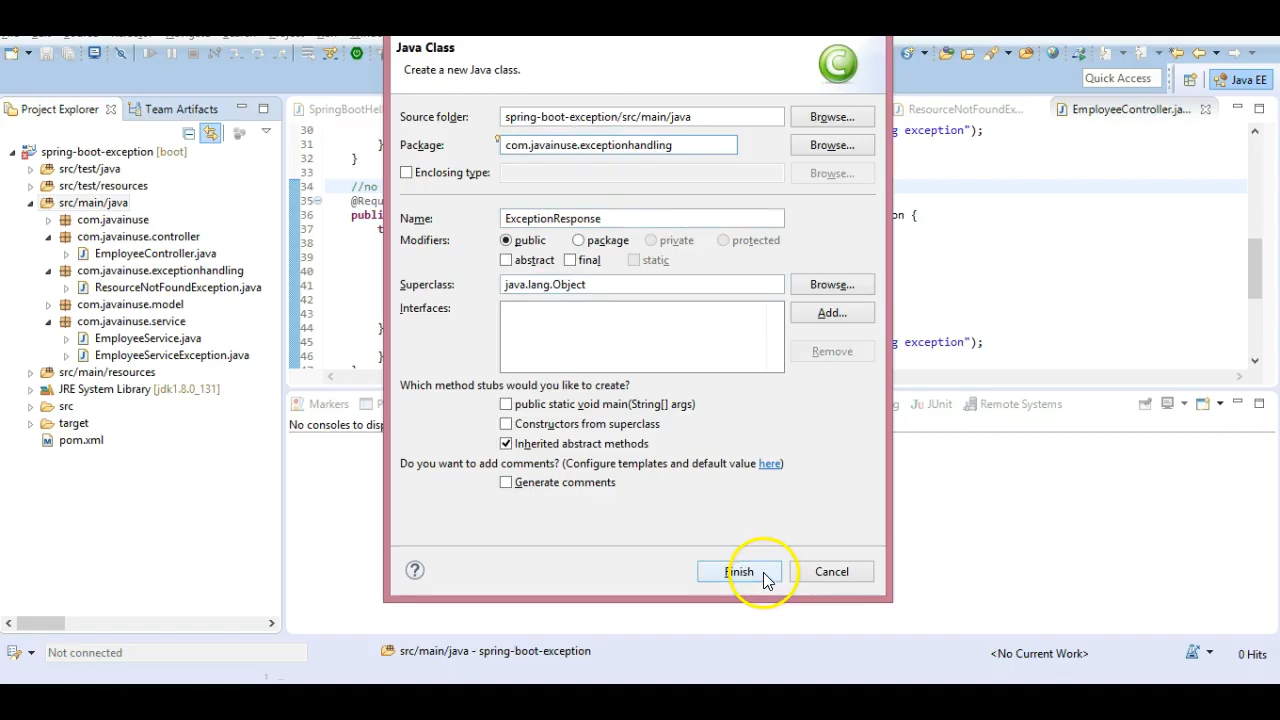 Java Class
Create a new Java class.
Source folder:
spring-boot-exception/src/main/java
Browse...
Package:
com.javainuse.exceptionhandling
Browse...
Enclosing type:
Browse...
Name:
ExceptionResponse
Modifiers:
public
package
private
protected
abstract
final
static
Superclass:
java.lang.Object
Browse...
Interfaces:
Add...
Remove
Which method stubs would you like to create?
public static void main(String[] args)
Constructors from superclass
Inherited abstract methods
Do you want to add comments? (Configure templates and default value here)
Generate comments
Finish
Cancel
Quick Access
Java EE
Project Explorer
Team Artifacts
spring-boot-exception [boot]
src/test/java
src/test/resources
src/main/java
com.javainuse
com.javainuse.controller
EmployeeController.java
com.javainuse.exceptionhandling
ResourceNotFoundException.java
com.javainuse.model
com.javainuse.service
EmployeeService.java
EmployeeServiceException.java
src/main/resources
JRE System Library [jdk1.8.0_131]
src
target
pom.xml
SpringBootHel
ResourceNotFoundEx...
EmployeeController.ja...
30
g exception");
31
32 }
33
34 //no
35 @Requ
36 publi
on {
37 t
38
39
40
41
42
43
44 }
45
g exception");
46 }
Markers
P
JUnit
Remote Systems
No consoles to disp
Not connected
src/main/java - spring-boot-exception
<No Current Work>
0 Hits